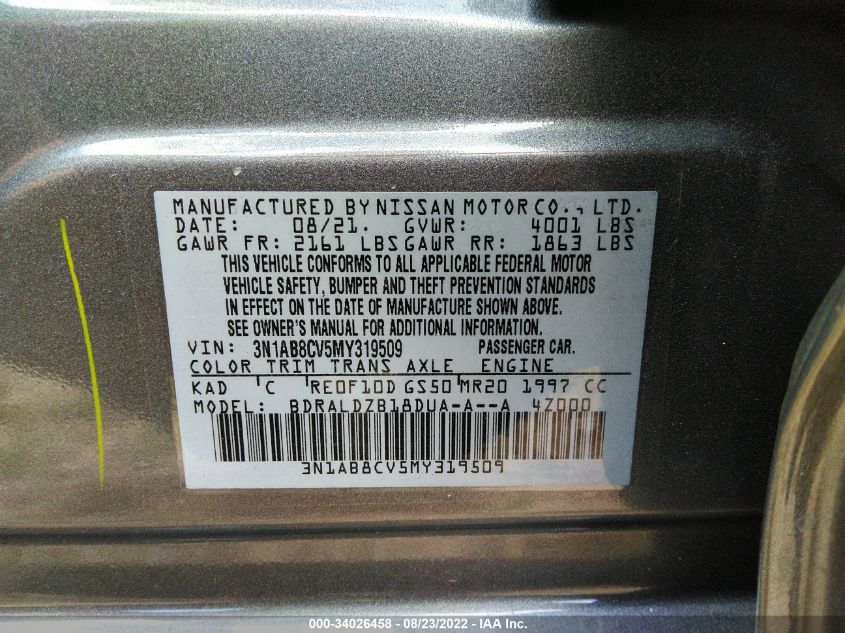 MANUFACTURED BY NISSAN MOTOR CO., LTD.
DATE: 08/21. GVWR: 4001 LBS
GAWR FR: 2161 LBS GAWR RR: 1863 LBS
THIS VEHICLE CONFORMS TO ALL APPLICABLE FEDERAL MOTOR
VEHICLE SAFETY, BUMPER AND THEFT PREVENTION STANDARDS
IN EFFECT ON THE DATE OF MANUFACTURE SHOWN ABOVE.
SEE OWNER'S MANUAL FOR ADDITIONAL INFORMATION.
VIN: 3N1AB8CV5MY319509 PASSENGER CAR.
COLOR TRIM TRANS AXLE ENGINE
KAD C RE0F10D GS50 MR20 1997 CC
MODEL: BDRALDZB18DUA-A--A 4Z000
3N1AB8CV5MY319509
000-34026458 - 08/23/2022 - IAA Inc.